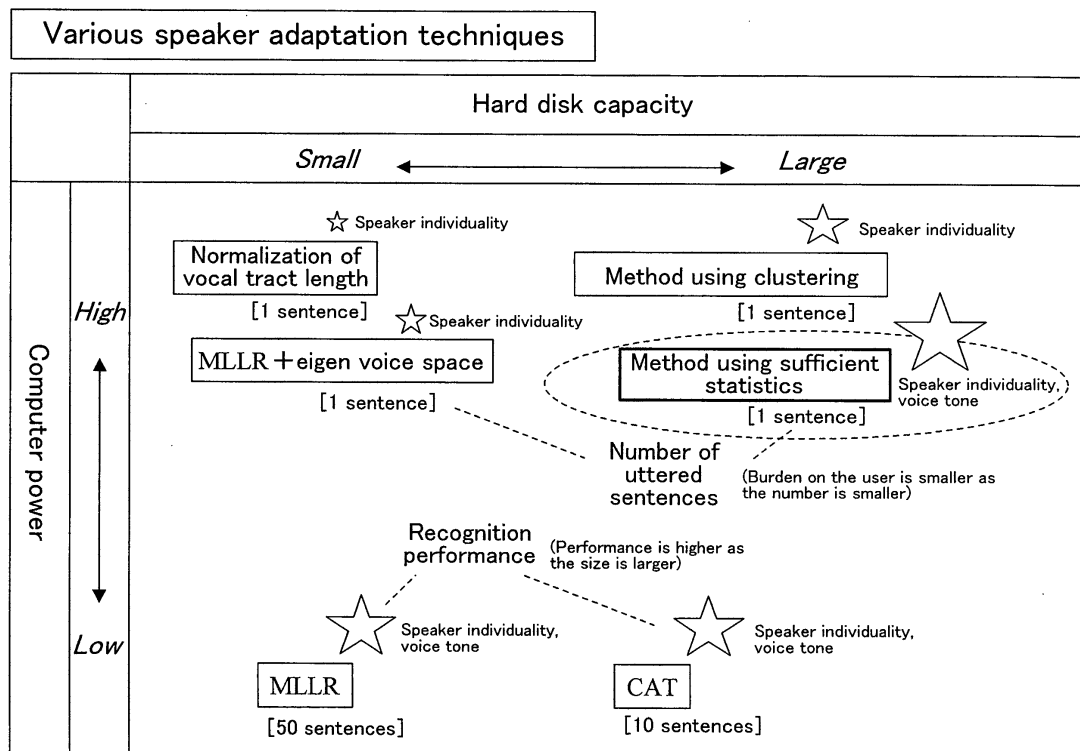 Various speaker adaptation techniques
Hard disk capacity
Small
Large
Computer power
High
Low
Speaker individuality
Normalization of
vocal tract length
[1 sentence]
Speaker individuality
Method using clustering
[1 sentence]
Speaker individuality
MLLR+eigen voice space
[1 sentence]
Method using sufficient
statistics
[1 sentence]
Speaker individuality,
voice tone
Number of
uttered
sentences
(Burden on the user is smaller as
the number is smaller)
Recognition
performance
(Performance is higher as
the size is larger)
Speaker individuality,
voice tone
MLLR
[50 sentences]
Speaker individuality,
voice tone
CAT
[10 sentences]